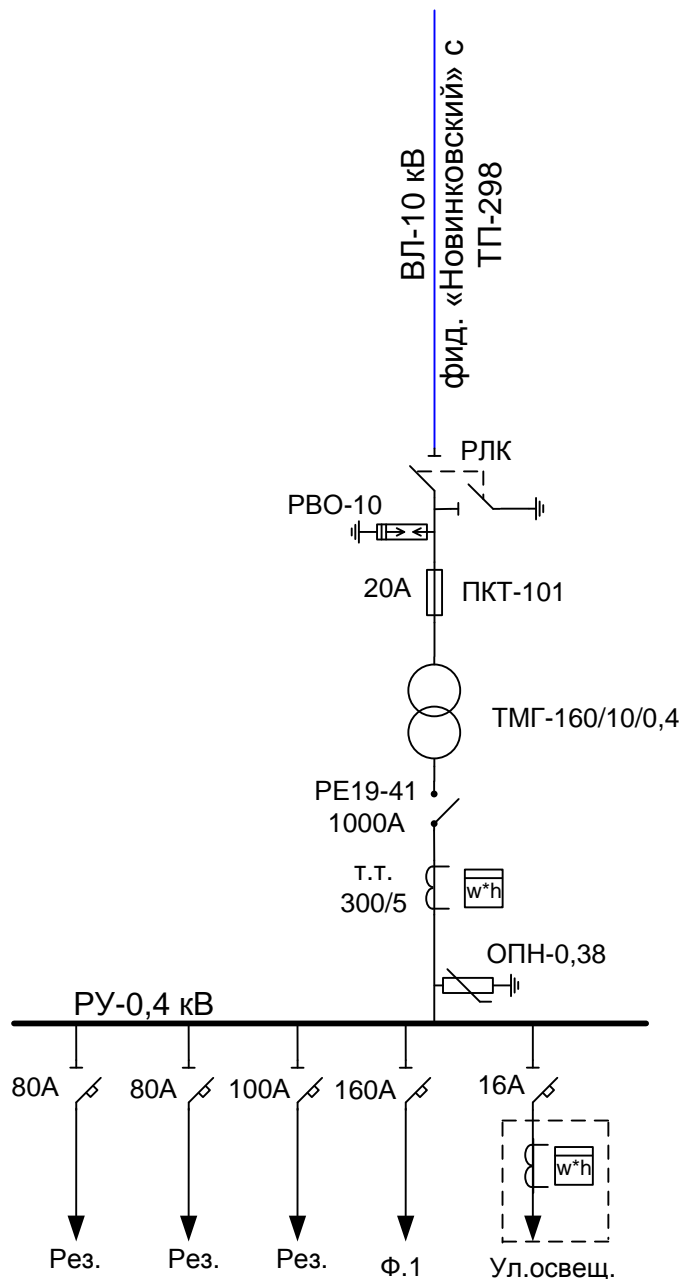 ВЛ-10 кВ
фид. «Новинковский» с
ТП-298
РЛК
РВО-10
20А
ПКТ-101
ТМГ-160/10/0,4
РЕ19-41
1000А
т.т.
300/5
w*h
ОПН-0,38
РУ-0,4 кВ
80А
80А
100А
160А
16А
w*h
Рез.
Рез.
Рез.
Ф.1
Ул.освещ.